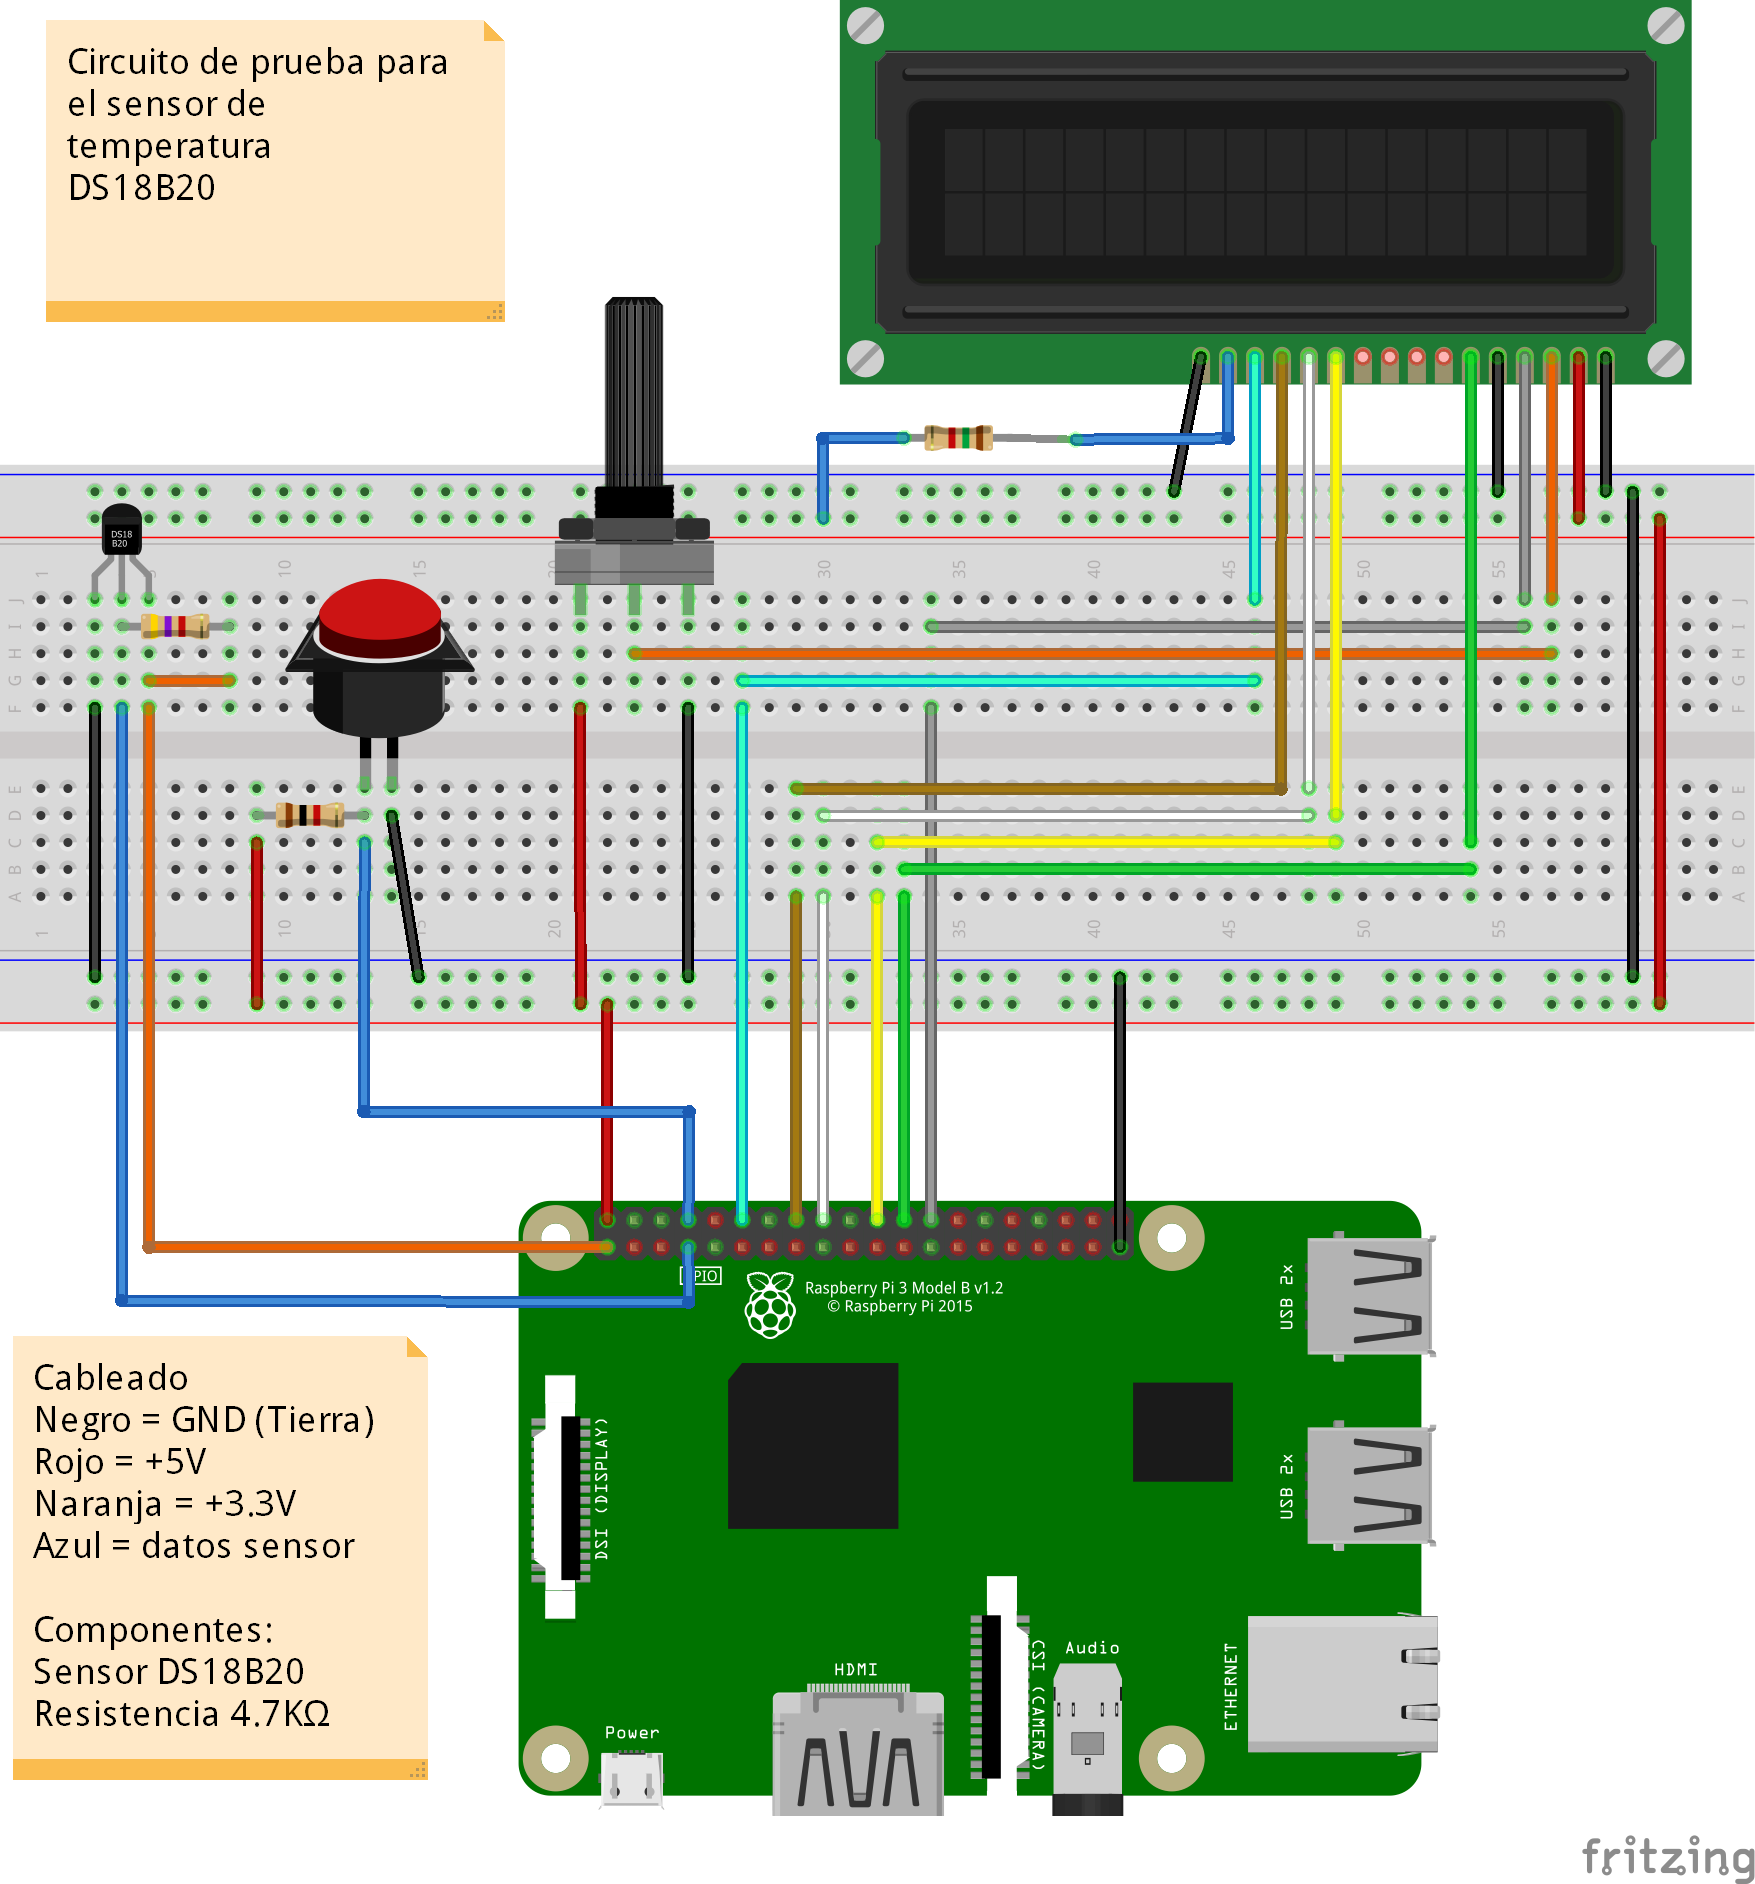 Circuito de prueba para
el sensor de
temperatura
DS18B20
DS18
B20
1
10
15
30
35
40
45
50
55
J
I
H
G
F
J
I
H
G
F
E
D
C
B
A
E
D
C
B
A
1
10
20
35
40
45
50
55
Raspberry Pi 3 Model B v1.2
© Raspberry Pi 2015
USB 2x
USB 2x
DSI (DISPLAY)
CSI (CAMERA)
Audio
ETHERNET
HDMI
Power
Cableado
Negro = GND (Tierra)
Rojo = +5V
Naranja = +3.3V
Azul = datos sensor
Componentes:
Sensor DS18B20
Resistencia 4.7KΩ
fritzing